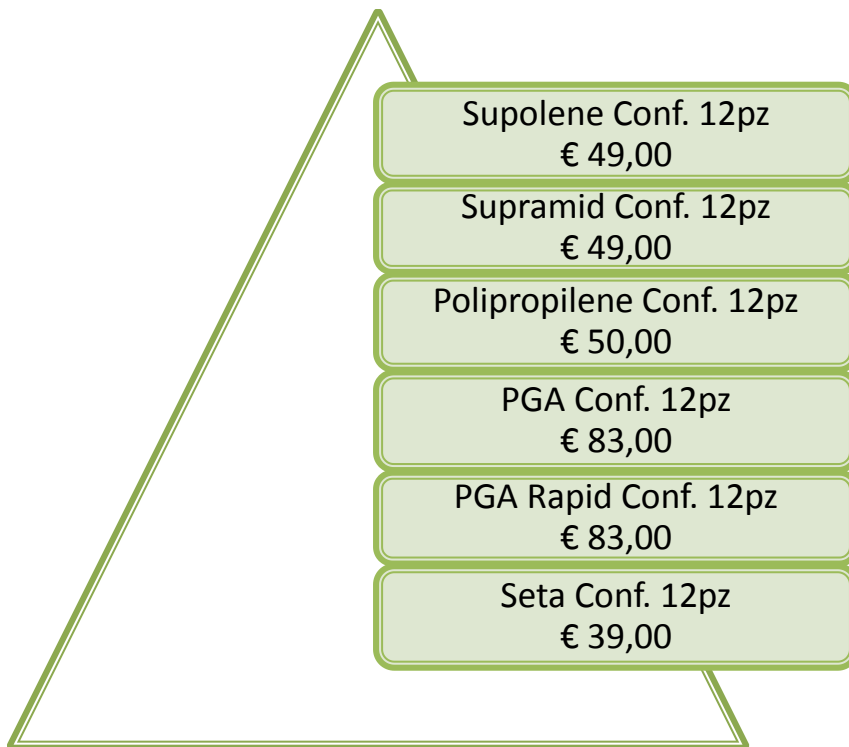 Supolene Conf. 12pz
€ 49,00
Supramid Conf. 12pz
€ 49,00
Polipropilene Conf. 12pz
€ 50,00
PGA Conf. 12pz
€ 83,00
PGA Rapid Conf. 12pz
€ 83,00
Seta Conf. 12pz
€ 39,00